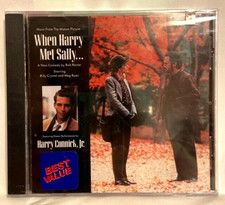 Music From The Motion Picture
When Harry
Met Sally...
A New Comedy by Rob Reiner
Starring
Billy Crystal and Meg Ryan
Harry Connick, Jr.
BEST
VALUE